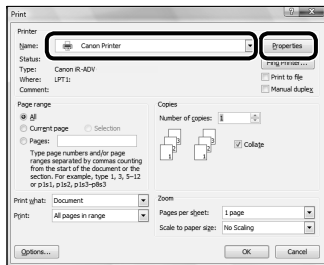 Print
Printer
Name: Canon Printer Properties
Status:
Type: Canon iR-ADV Find Printer...
Where: LPT1: Print to file
Comment: Manual duplex
Page range
All
Current page Selection
Pages:
Type page numbers and/or page
ranges separated by commas counting
from the start of the document or the
section. For example, type 1, 3, 5-12
or p1s1, p1s2, p1s3-p8s3
Copies
Number of copies: 1
Collate
Print what: Document
Print: All pages in range
Zoom
Pages per sheet: 1 page
Scale to paper size: No Scaling
Options... OK Cancel